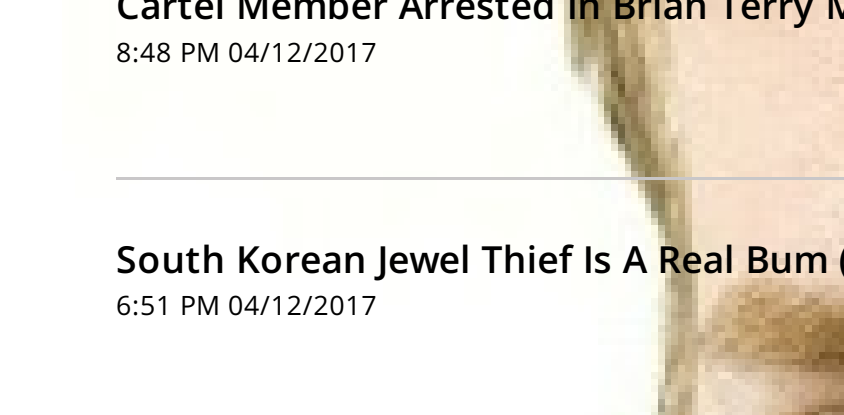 Cartel Member Arrested In Brian Terry
8:48 PM 04/12/2017
South Korean Jewel Thief Is A Real Bum (
6:51 PM 04/12/2017